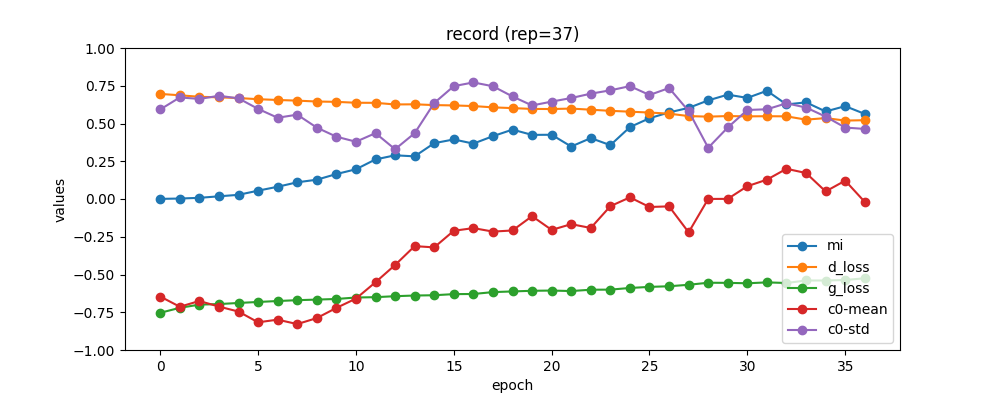 record (rep=37)
1.00
0.75
0.50
0.25
0.00
−0.25
−0.50
−0.75
−1.00
values
0 5 10 15 20 25 30 35
epoch
mi
d_loss
g_loss
c0-mean
c0-std